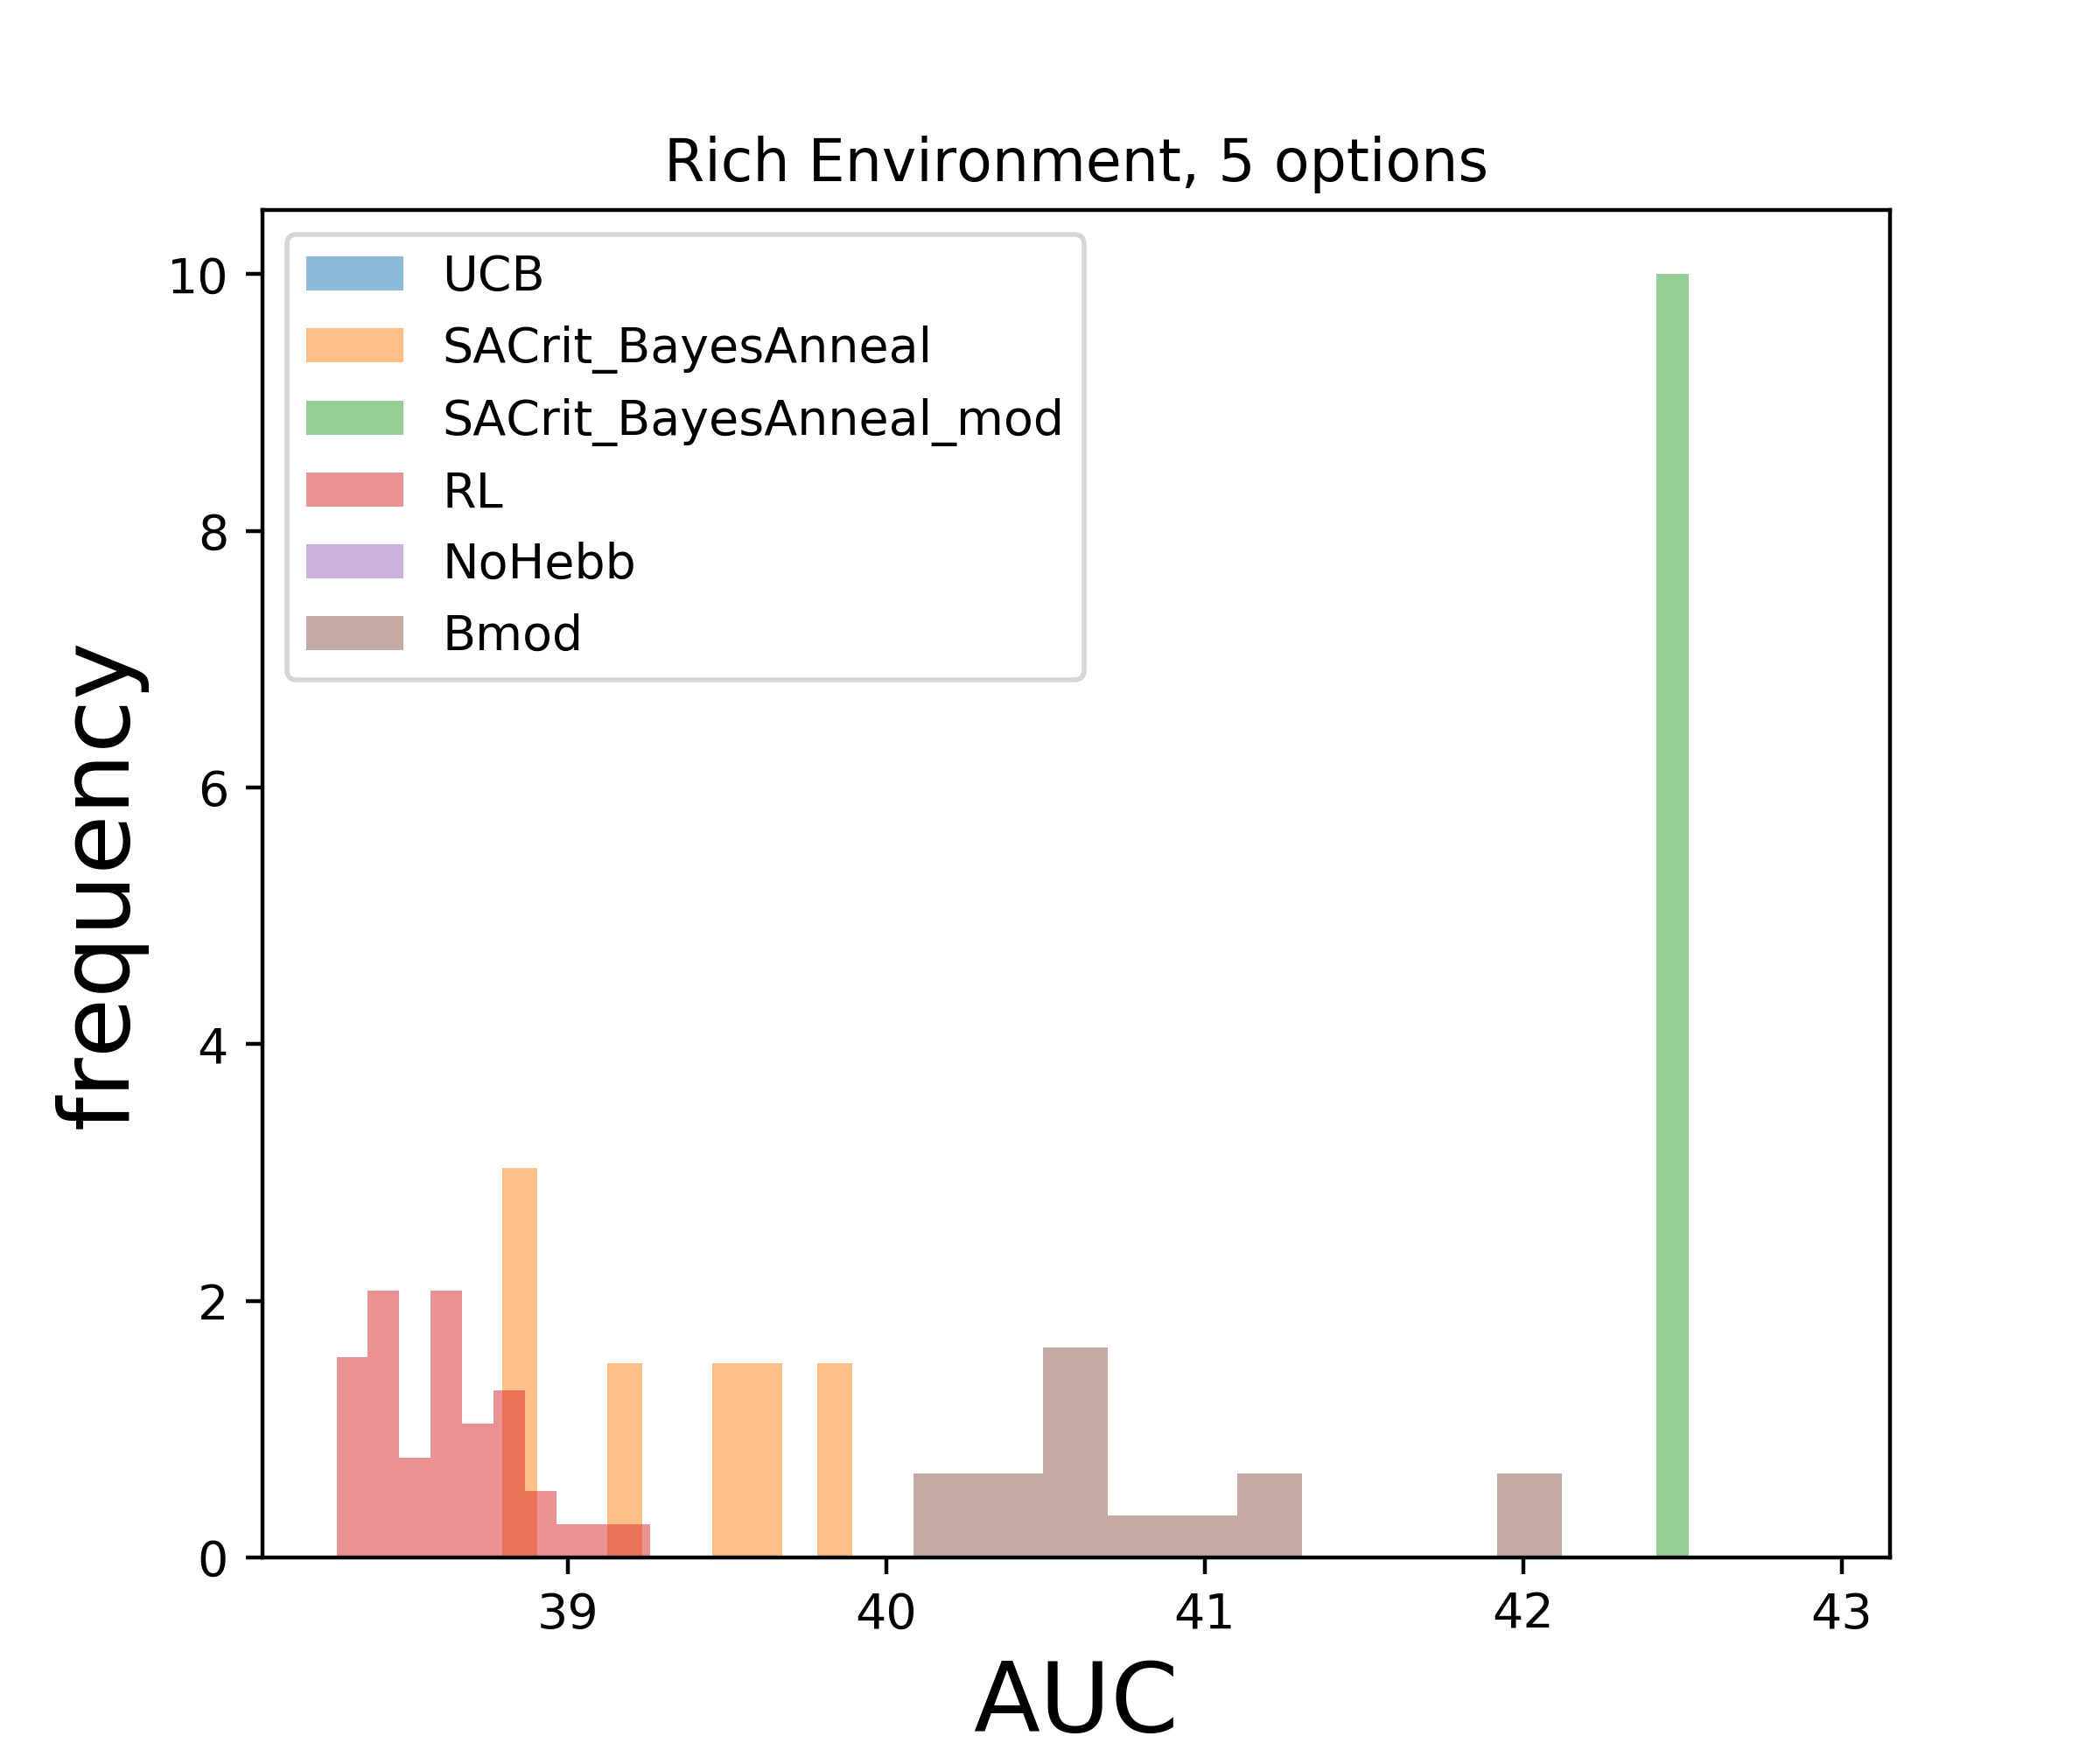 Rich Environment, 5 options
UCB
SACrit_BayesAnneal
SACrit_BayesAnneal_mod
RL
NoHebb
Bmod
frequency
10
8
6
4
2
0
39 40 41 42 43
AUC